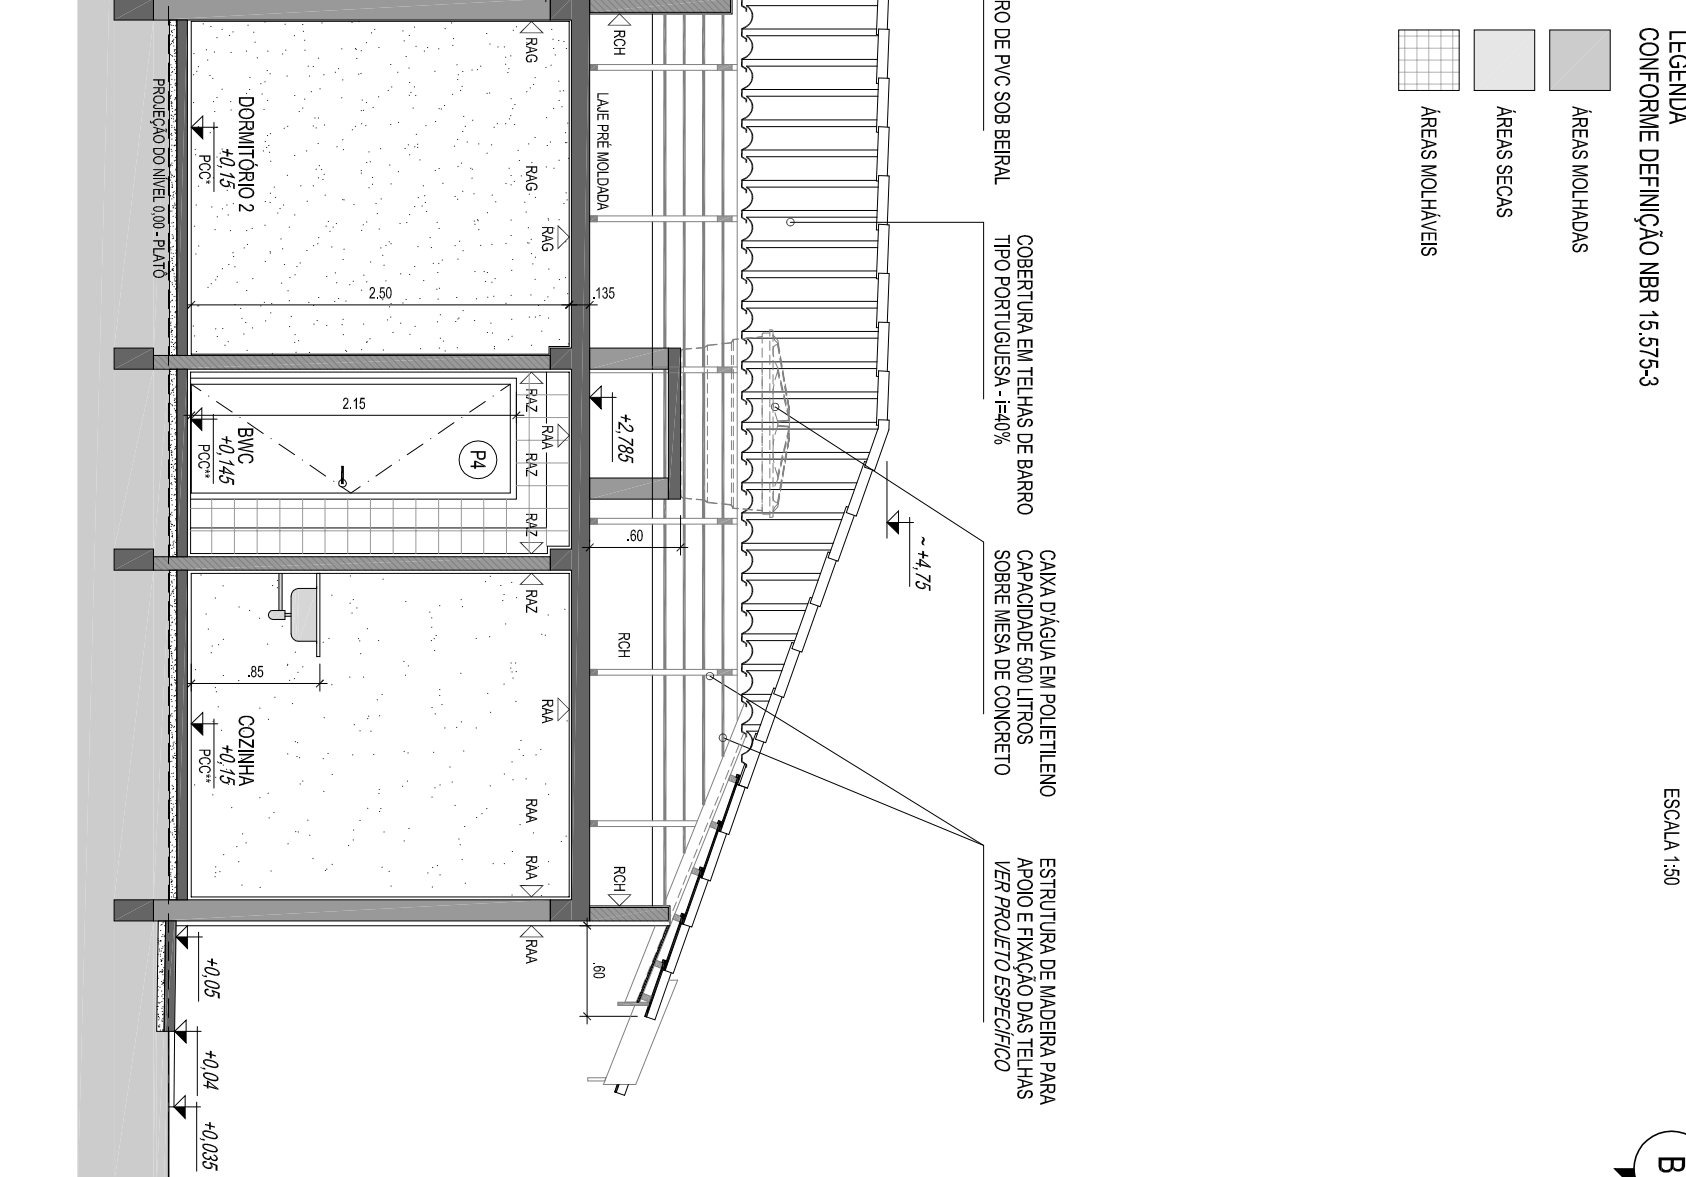 LEGENDA
CONFORME DEFINIÇÃO NBR 15.575-3
ÁREAS MOLHADAS
ÁREAS SECAS
ÁREAS MOLHÁVEIS
ESCALA 1:50
B
RO DE PVC SOB BEIRAL
COBERTURA EM TELHAS DE BARRO
TIPO PORTUGUESA - i=40%
CAIXA D'ÁGUA EM POLIETILENO
CAPACIDADE 500 LITROS
SOBRE MESA DE CONCRETO
ESTRUTURA DE MADEIRA PARA
APOIO E FIXAÇÃO DAS TELHAS
VER PROJETO ESPECÍFICO
~ +4,75
RCH
LAJE PRÉ MOLDADA
.135
+2,785
.60
RCH
RCH
.60
RAG
RAG
RAG
2.50
DORMITÓRIO 2
+0,15
PCC*
PROJEÇÃO DO NÍVEL 0,00 - PLATÔ
RAZ
RAA
RAZ
RAZ
P4
2.15
BWC
+0,145
PCC**
RAZ
RAA
RAA
RAA
RAA
.85
COZINHA
+0,15
PCC**
+0,05
+0,04
+0,035